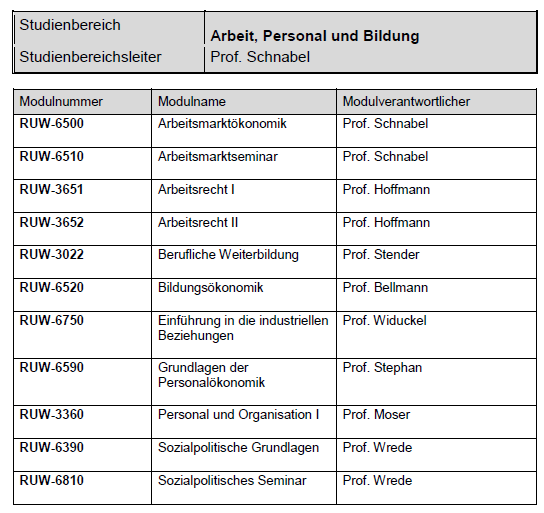 Studienbereich
Arbeit, Personal und Bildung
Studienbereichsleiter Prof. Schnabel
Modulnummer Modulname Modulverantwortlicher
RUW-6500 Arbeitsmarktökonomik Prof. Schnabel
RUW-6510 Arbeitsmarktseminar Prof. Schnabel
RUW-3651 Arbeitsrecht I Prof. Hoffmann
RUW-3652 Arbeitsrecht II Prof. Hoffmann
RUW-3022 Berufliche Weiterbildung Prof. Stender
RUW-6520 Bildungsökonomik Prof. Bellmann
RUW-6750 Einführung in die industriellen Prof. Widuckel
Beziehungen
RUW-6590 Grundlagen der Prof. Stephan
Personalökonomik
RUW-3360 Personal und Organisation I Prof. Moser
RUW-6390 Sozialpolitische Grundlagen Prof. Wrede
RUW-6810 Sozialpolitisches Seminar Prof. Wrede